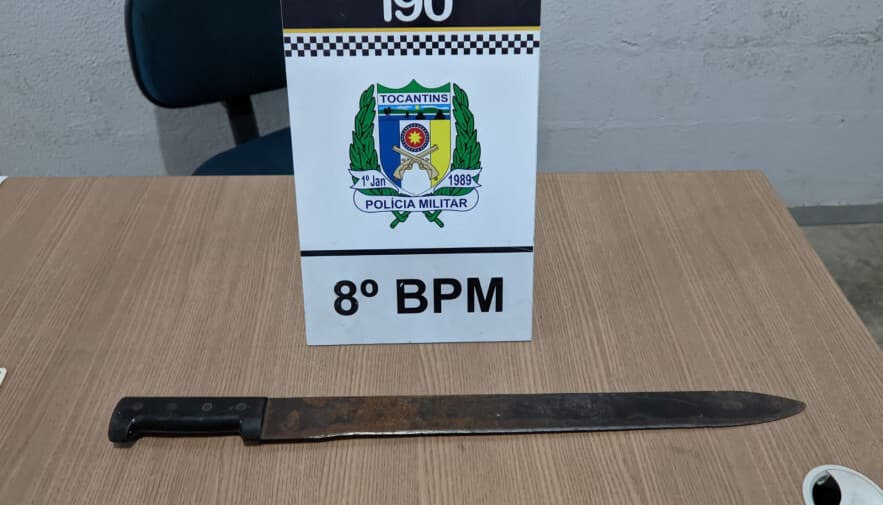 190
TOCANTINS
1º Jan 1989
POLÍCIA MILITAR
8º BPM